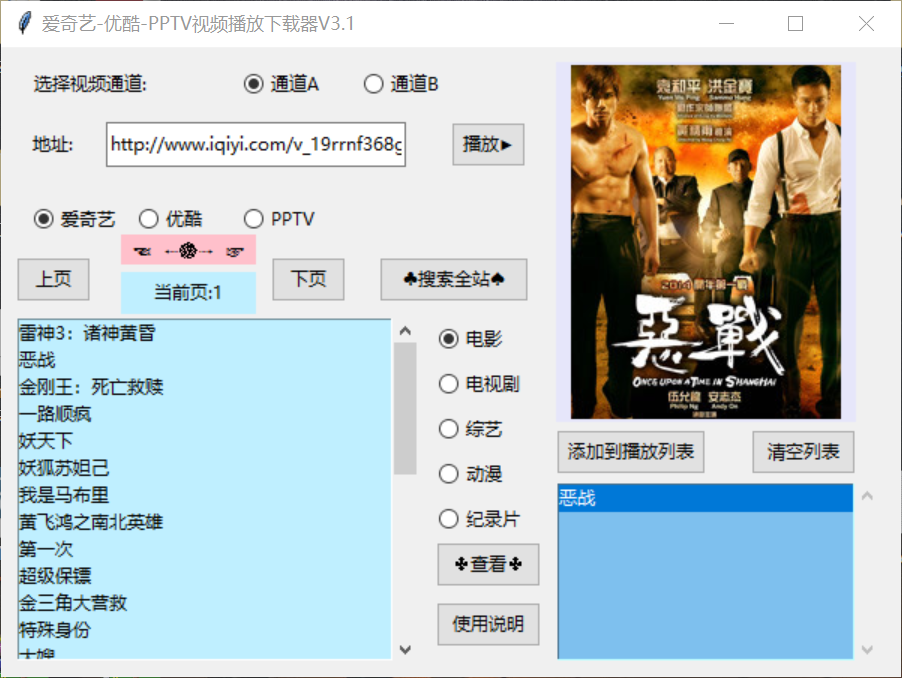 爱奇艺-优酷-PPTV视频播放下载器V3.1
选择视频通道: 通道A 通道B
地址: http://www.iqiyi.com/v_19rrnf368g 播放►
爱奇艺 优酷 PPTV
上页 当前页:1 下页 ♣搜索全站♠
雷神3：诸神黄昏
恶战
金刚王：死亡救赎
一路顺疯
妖天下
妖狐苏妲己
我是马布里
黄飞鸿之南北英雄
第一次
超级保镖
金三角大营救
特殊身份
大嫂
电影
电视剧
综艺
动漫
纪录片
✤查看✤
使用说明
袁和平 洪金寶
Yuen Wo Ping Sammo Hung
黃精甫
2014
惡戰
ONCE UPON A TIME IN SHANGHAI
伍允龍 安志杰
Philip Ng Andy On
添加到播放列表 清空列表
恶战